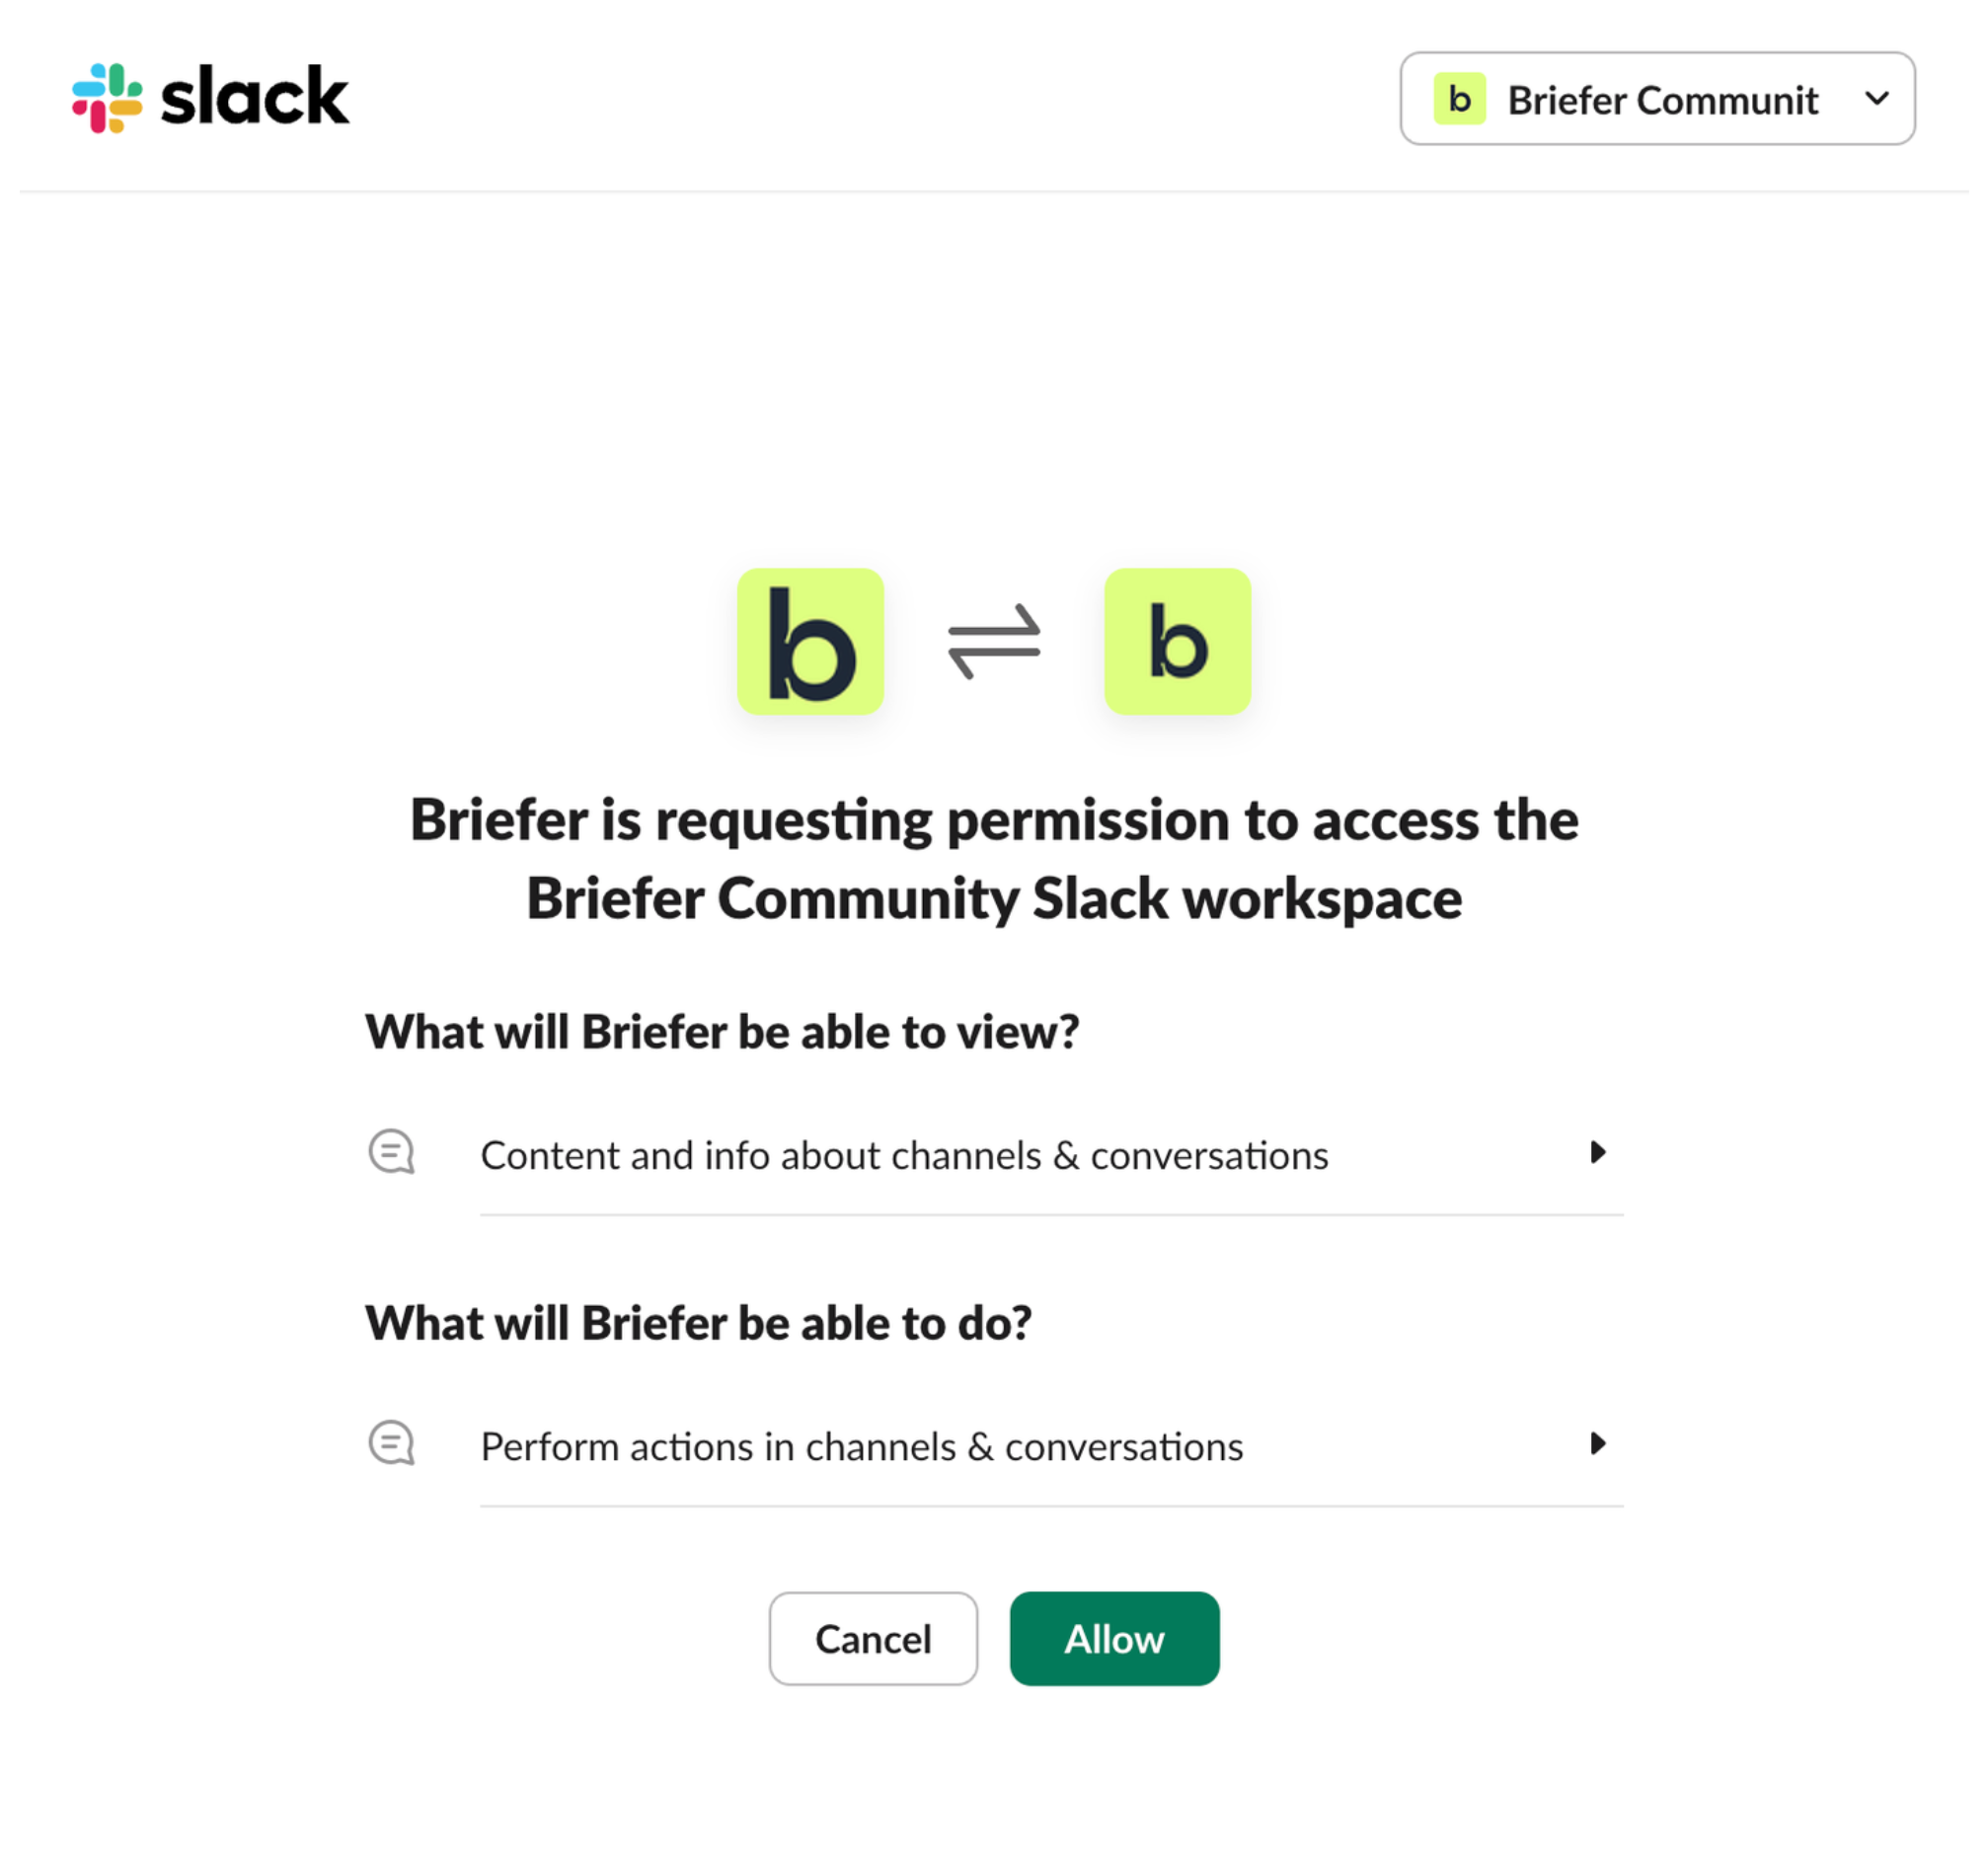 slack
b Briefer Communit
b b
Briefer is requesting permission to access the
Briefer Community Slack workspace
What will Briefer be able to view?
Content and info about channels & conversations
What will Briefer be able to do?
Perform actions in channels & conversations
Cancel Allow